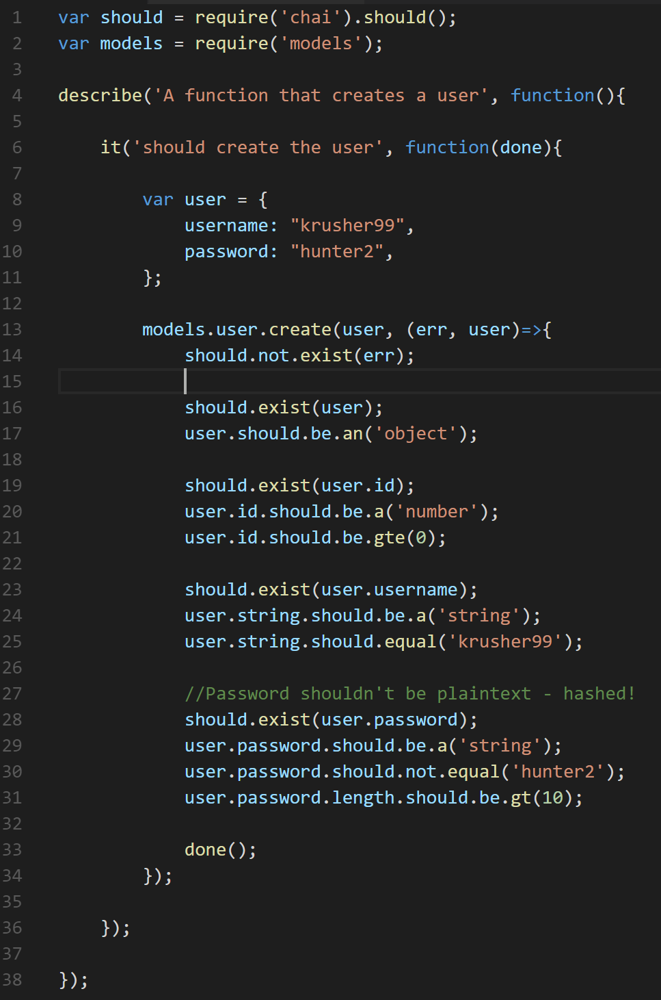 1 var should = require('chai').should();
2 var models = require('models');
3
4 describe('A function that creates a user', function(){
5
6 it('should create the user', function(done){
7
8 var user = {
9 username: "krusher99",
10 password: "hunter2",
11 };
12
13 models.user.create(user, (err, user)=>{
14 should.not.exist(err);
15
16 should.exist(user);
17 user.should.be.an('object');
18
19 should.exist(user.id);
20 user.id.should.be.a('number');
21 user.id.should.be.gte(0);
22
23 should.exist(user.username);
24 user.string.should.be.a('string');
25 user.string.should.equal('krusher99');
26
27 //Password shouldn't be plaintext - hashed!
28 should.exist(user.password);
29 user.password.should.be.a('string');
30 user.password.should.not.equal('hunter2');
31 user.password.length.should.be.gt(10);
32
33 done();
34 });
35
36 });
37
38 });